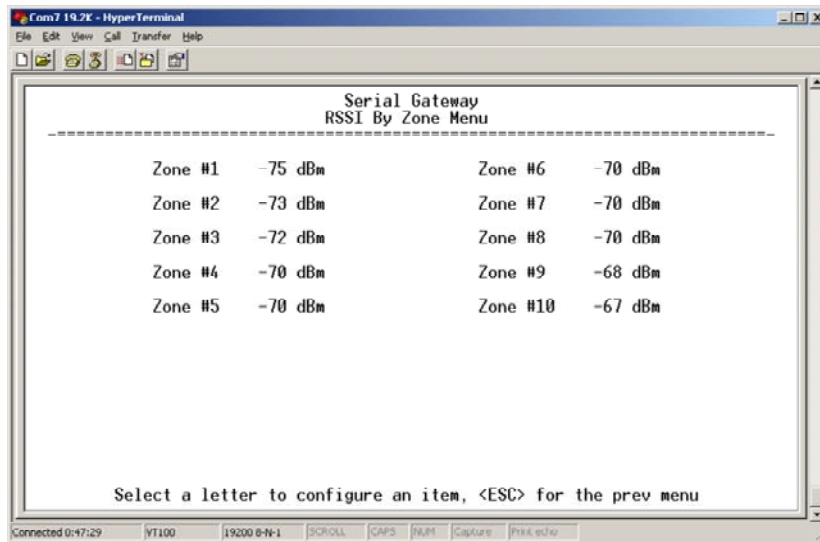 Com7 19.2K - HyperTerminal
File Edit View Call Transfer Help
Serial Gateway
RSSI By Zone Menu
Zone #1 -75 dBm Zone #6 -70 dBm
Zone #2 -73 dBm Zone #7 -70 dBm
Zone #3 -72 dBm Zone #8 -70 dBm
Zone #4 -70 dBm Zone #9 -68 dBm
Zone #5 -70 dBm Zone #10 -67 dBm
Select a letter to configure an item, <ESC> for the prev menu
Connected 0:47:29 VT100 19200 8-N-1 SCROLL CAPS NUM Capture Print echo